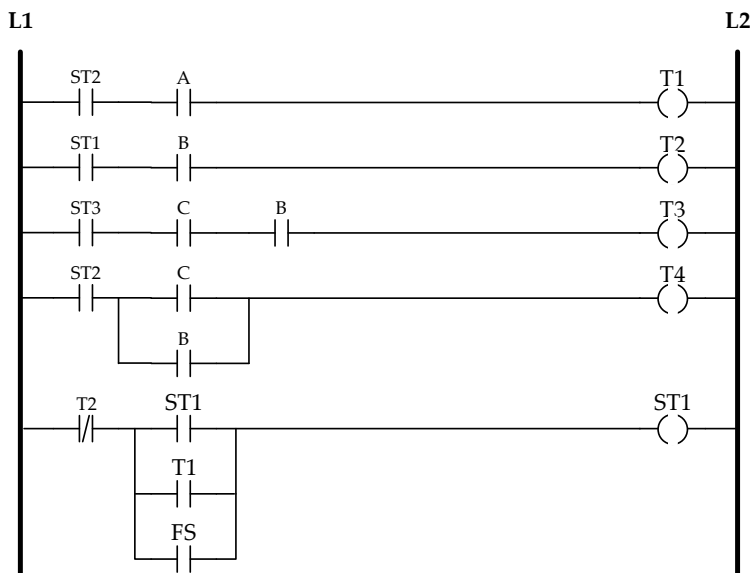 L1 L2
ST2 A T1
ST1 B T2
ST3 C B T3
ST2 C T4
B
T2 ST1 ST1
T1
FS